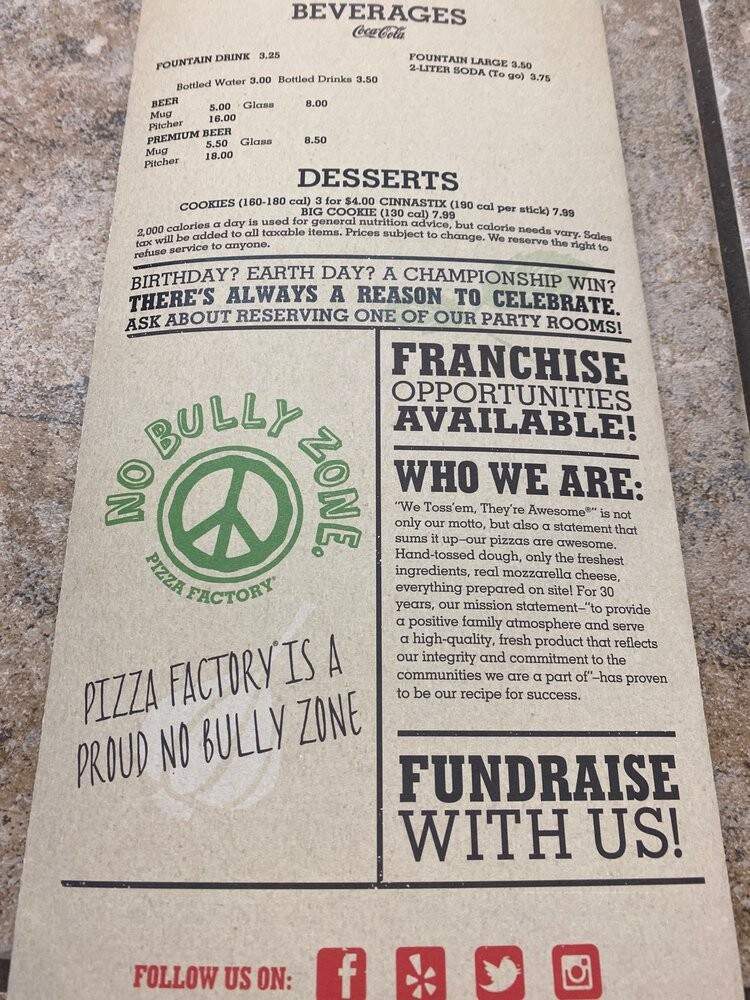 BEVERAGES
Coca-Cola
FOUNTAIN DRINK 3.25
FOUNTAIN LARGE 3.50
2-LITER SODA (To go) 3.75
Bottled Water 3.00 Bottled Drinks 3.50
BEER
Mug 5.00 Glass 8.00
Pitcher 16.00
PREMIUM BEER
Mug 5.50 Glass 8.50
Pitcher 18.00
DESSERTS
COOKIES (160-180 cal) 3 for $4.00 CINNASTIX (190 cal per stick) 7.99
BIG COOKIE (130 cal) 7.99
2,000 calories a day is used for general nutrition advice, but calorie needs vary. Sales
tax will be added to all taxable items. Prices subject to change. We reserve the right to
refuse service to anyone.
BIRTHDAY? EARTH DAY? A CHAMPIONSHIP WIN?
THERE'S ALWAYS A REASON TO CELEBRATE.
ASK ABOUT RESERVING ONE OF OUR PARTY ROOMS!
NO BULLY ZONE.
PIZZA FACTORY®
PIZZA FACTORY® IS A
PROUD NO BULLY ZONE
FRANCHISE
OPPORTUNITIES
AVAILABLE!
WHO WE ARE:
"We Toss'em, They're Awesome®" is not
only our motto, but also a statement that
sums it up–our pizzas are awesome.
Hand-tossed dough, only the freshest
ingredients, real mozzarella cheese,
everything prepared on site! For 30
years, our mission statement–"to provide
a positive family atmosphere and serve
a high-quality, fresh product that reflects
our integrity and commitment to the
communities we are a part of"–has proven
to be our recipe for success.
FUNDRAISE
WITH US!
FOLLOW US ON: